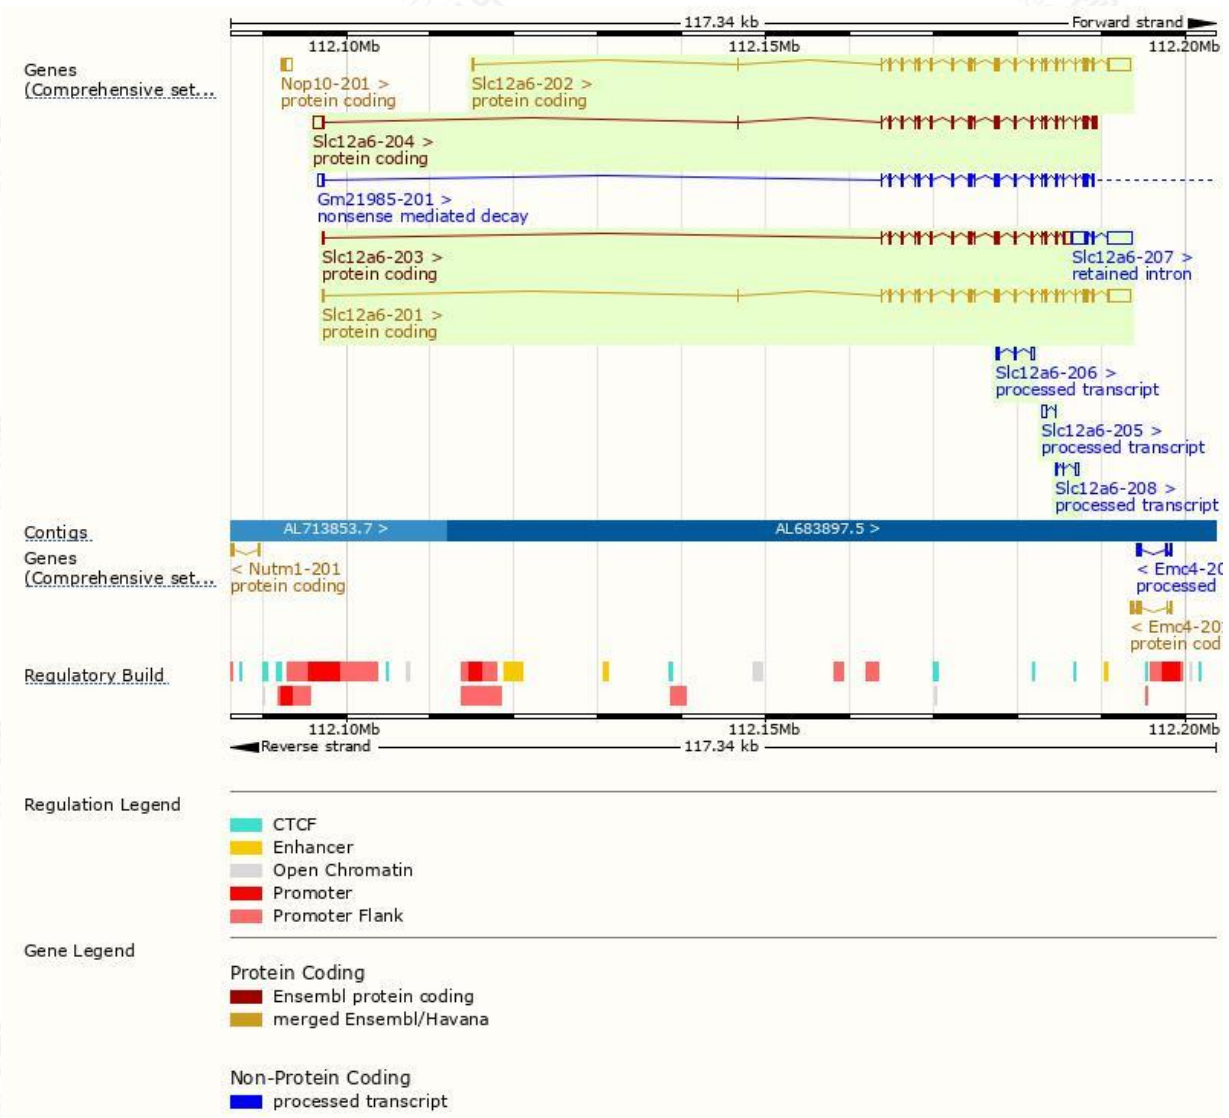 117.34 kb
Forward strand
112.10Mb
112.15Mb
112.20Mb
Genes
(Comprehensive set...
Nop10-201 >
protein coding
Slc12a6-202 >
protein coding
Slc12a6-204 >
protein coding
Gm21985-201 >
nonsense mediated decay
Slc12a6-203 >
protein coding
Slc12a6-207 >
retained intron
Slc12a6-201 >
protein coding
Slc12a6-206 >
processed transcript
Slc12a6-205 >
processed transcript
Slc12a6-208 >
processed transcript
Contigs
AL713853.7 >
AL683897.5 >
Genes
(Comprehensive set...
< Nutm1-201
protein coding
< Emc4-20
processed
< Emc4-20
protein cod
Regulatory Build
112.10Mb
112.15Mb
112.20Mb
Reverse strand
117.34 kb
Regulation Legend
CTCF
Enhancer
Open Chromatin
Promoter
Promoter Flank
Gene Legend
Protein Coding
Ensembl protein coding
merged Ensembl/Havana
Non-Protein Coding
processed transcript